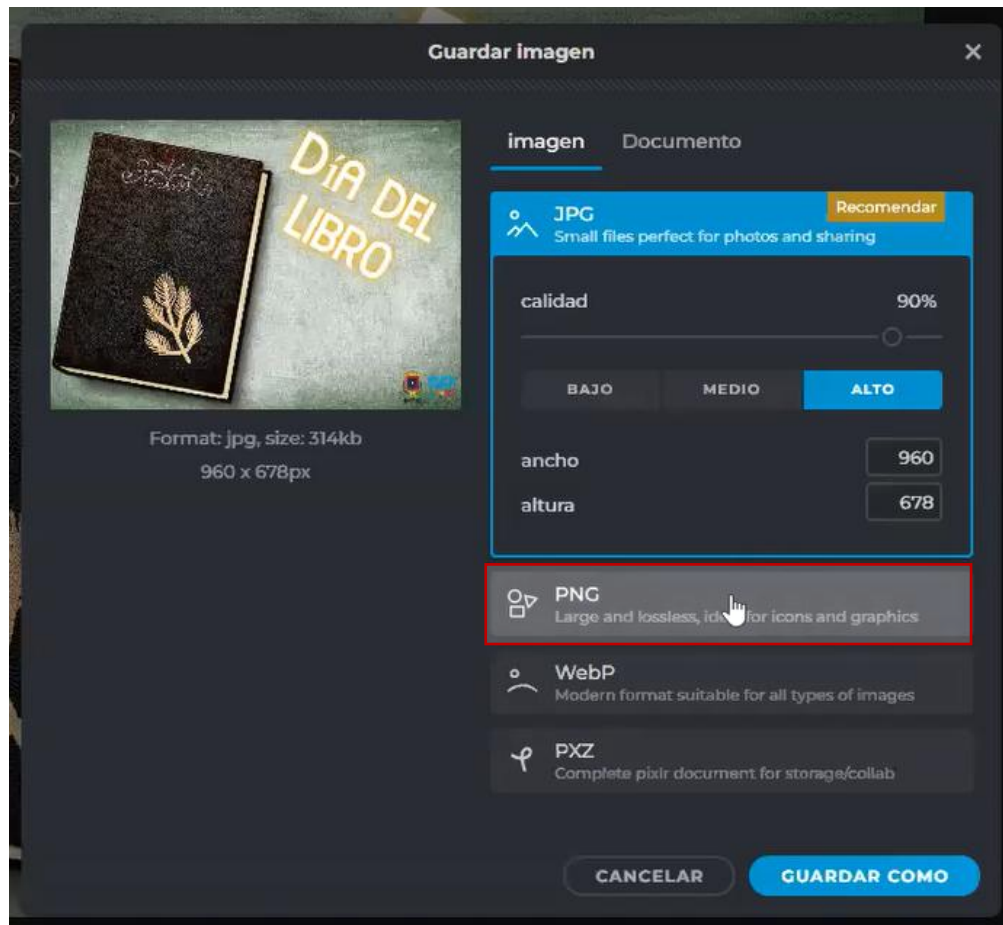 Guardar imagen
DÍA DEL
LIBRO
Format: jpg, size: 314kb
960 x 678px
imagen Documento
JPG Recomendar
Small files perfect for photos and sharing
calidad 90%
BAJO MEDIO ALTO
ancho 960
altura 678
PNG
Large and lossless, for icons and graphics
WebP
Modern format suitable for all types of images
PXZ
Complete pixlr document for storage/collab
CANCELAR GUARDAR COMO